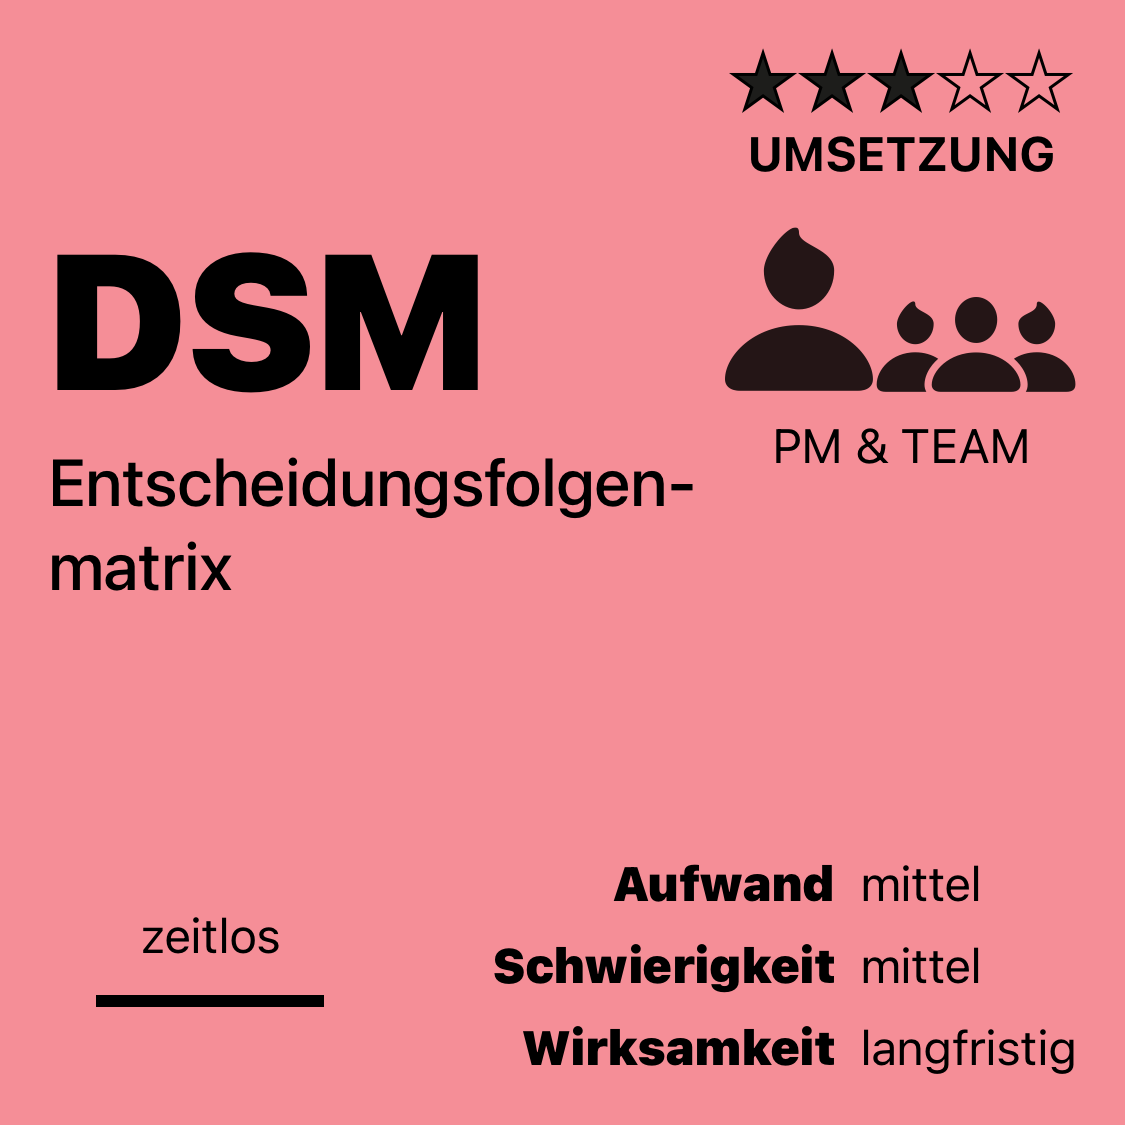 ★★★☆☆
UMSETZUNG
DSM
PM & TEAM
Entscheidungsfolgen-
matrix
zeitlos
Aufwand mittel
Schwierigkeit mittel
Wirksamkeit langfristig